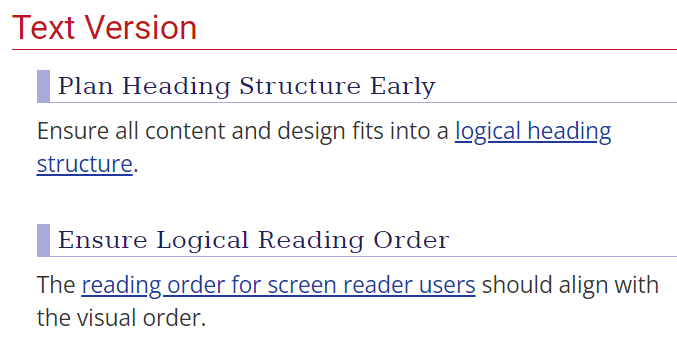 Text Version
Plan Heading Structure Early
Ensure all content and design fits into a logical heading
structure.
Ensure Logical Reading Order
The reading order for screen reader users should align with
the visual order.